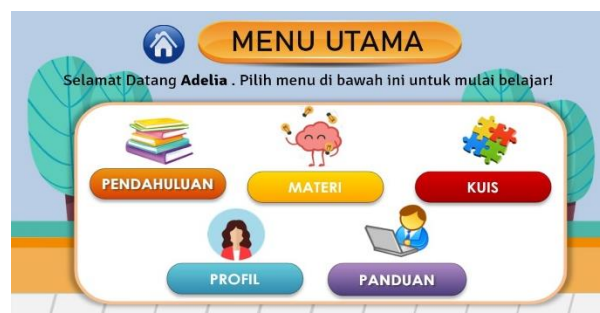 MENU UTAMA
Selamat Datang Adelia . Pilih menu di bawah ini untuk mulai belajar!
PENDAHULUAN
MATERI
KUIS
PROFIL
PANDUAN